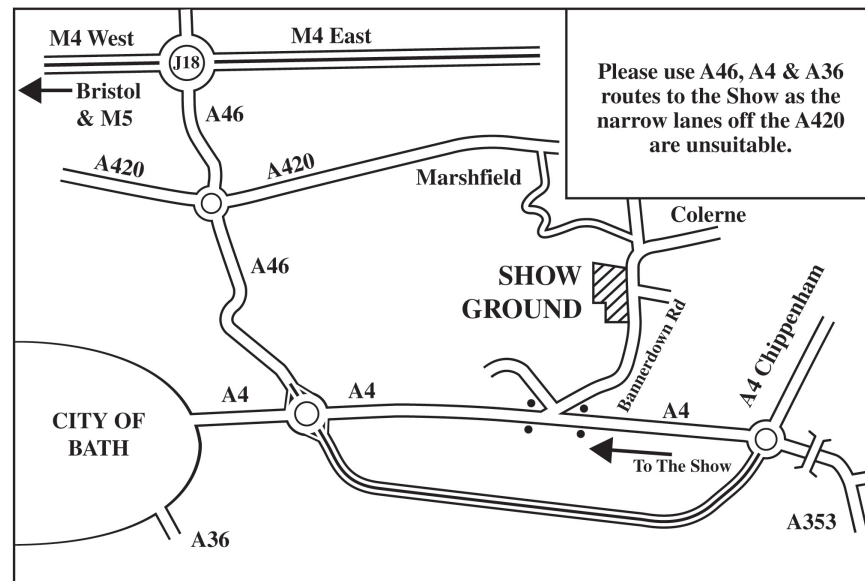 M4 West
M4 East
J18
Bristol
& M5
A46
Please use A46, A4 & A36
routes to the Show as the
narrow lanes off the A420
are unsuitable.
A420
A420
Marshfield
Colerne
A46
SHOW
GROUND
Bannerdown Rd
A4 Chippenham
A4
A4
A4
CITY OF
BATH
To The Show
A353
A36